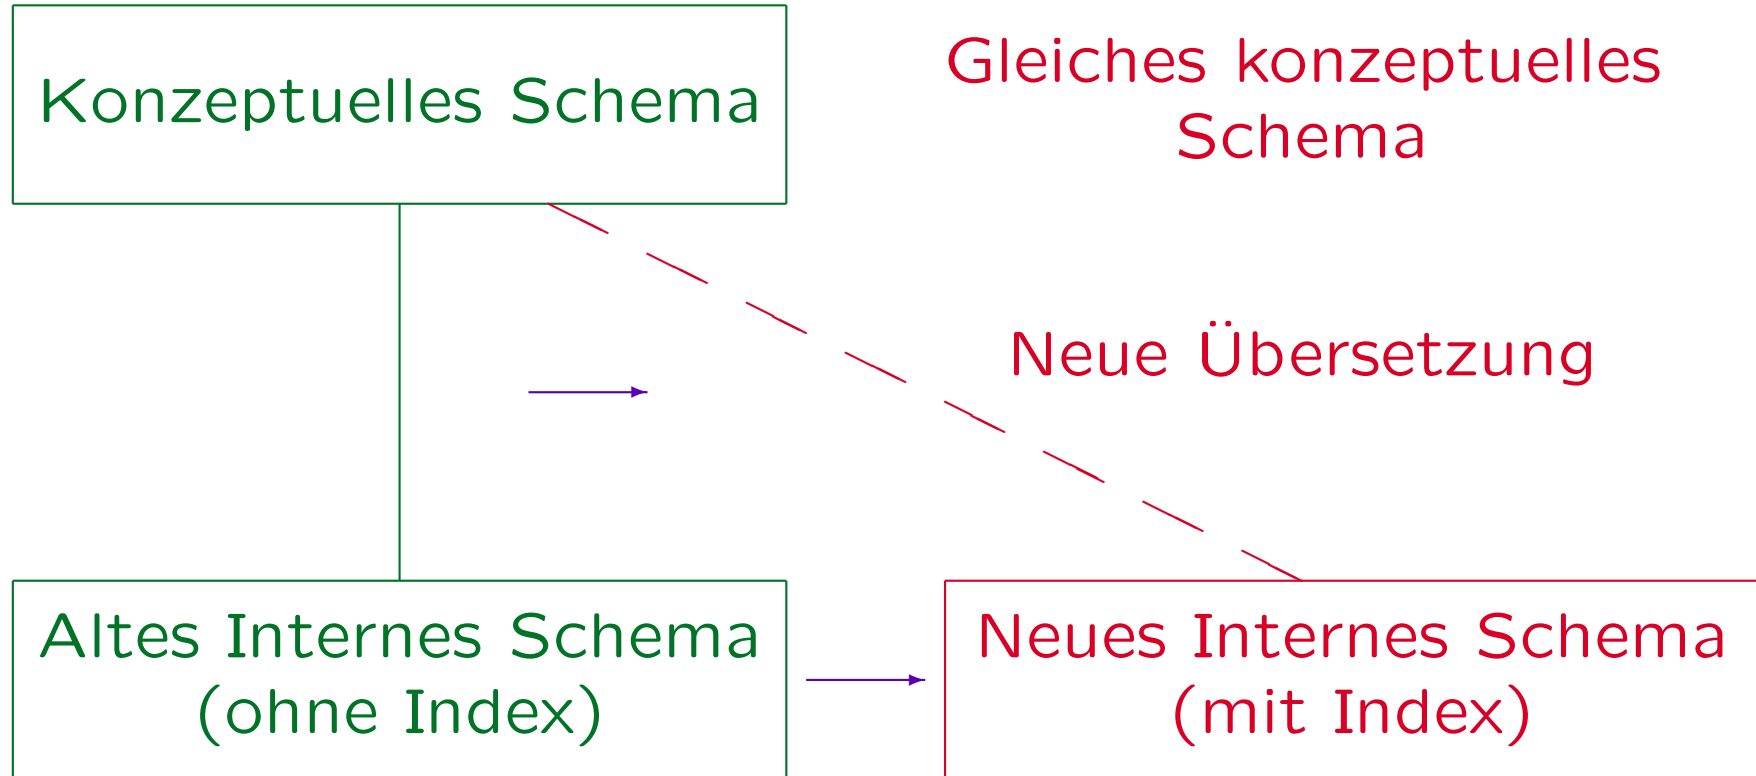 Konzeptuelles Schema
Gleiches konzeptuelles
Schema
Neue Übersetzung
Altes Internes Schema
(ohne Index)
Neues Internes Schema
(mit Index)